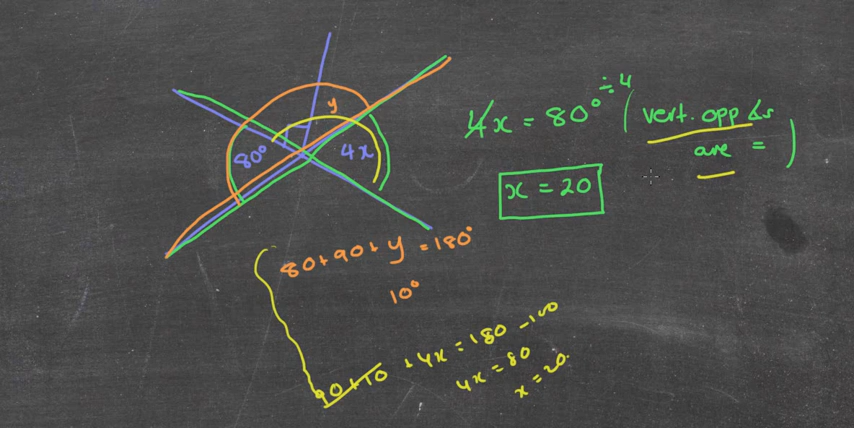 y
80°
4x
4x = 80° ÷4 ( vert. opp ∡s
are = )
x = 20
80+90+y = 180°
10°
90+10 +4x = 180 -100
4x = 80
x = 20.